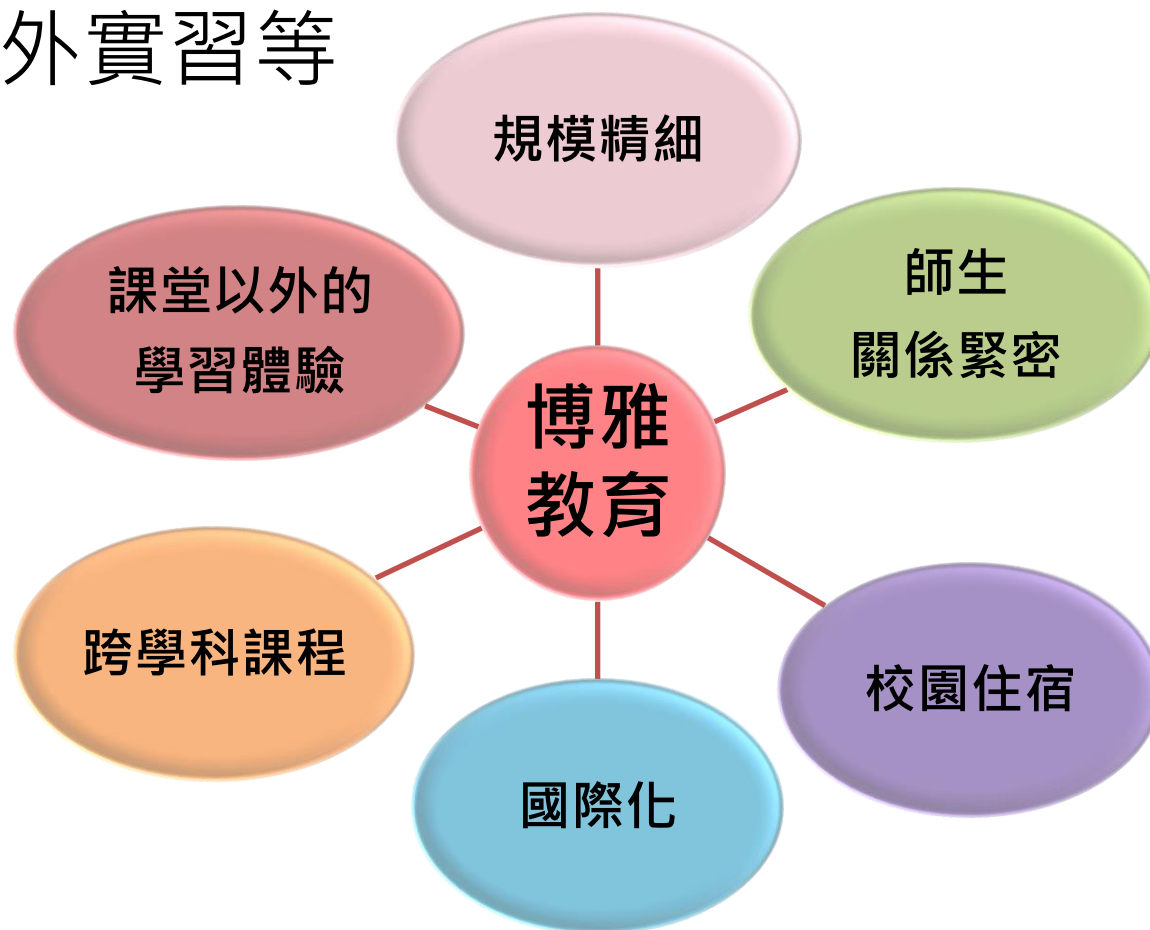 外實習等
規模精細
師生
關係緊密
課堂以外的
學習體驗
博雅
教育
跨學科課程
校園住宿
國際化